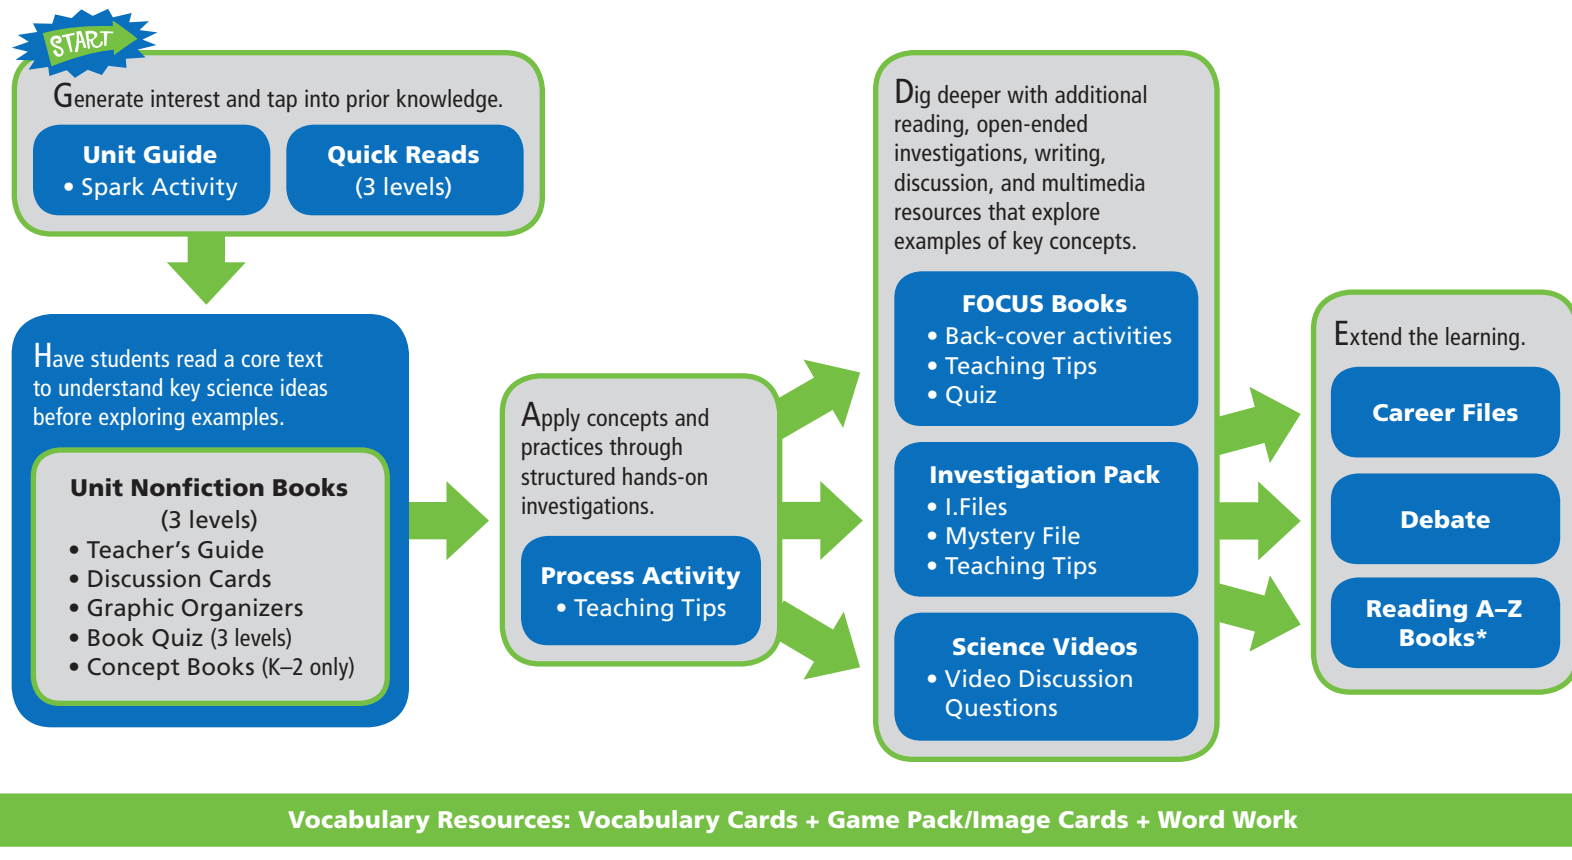 START
Generate interest and tap into prior knowledge.
Unit Guide
• Spark Activity
Quick Reads
(3 levels)
Have students read a core text
to understand key science ideas
before exploring examples.
Unit Nonfiction Books
(3 levels)
• Teacher's Guide
• Discussion Cards
• Graphic Organizers
• Book Quiz (3 levels)
• Concept Books (K–2 only)
Apply concepts and
practices through
structured hands-on
investigations.
Process Activity
• Teaching Tips
Dig deeper with additional
reading, open-ended
investigations, writing,
discussion, and multimedia
resources that explore
examples of key concepts.
FOCUS Books
• Back-cover activities
• Teaching Tips
• Quiz
Investigation Pack
• I.Files
• Mystery File
• Teaching Tips
Science Videos
• Video Discussion
Questions
Extend the learning.
Career Files
Debate
Reading A–Z
Books*
Vocabulary Resources: Vocabulary Cards + Game Pack/Image Cards + Word Work